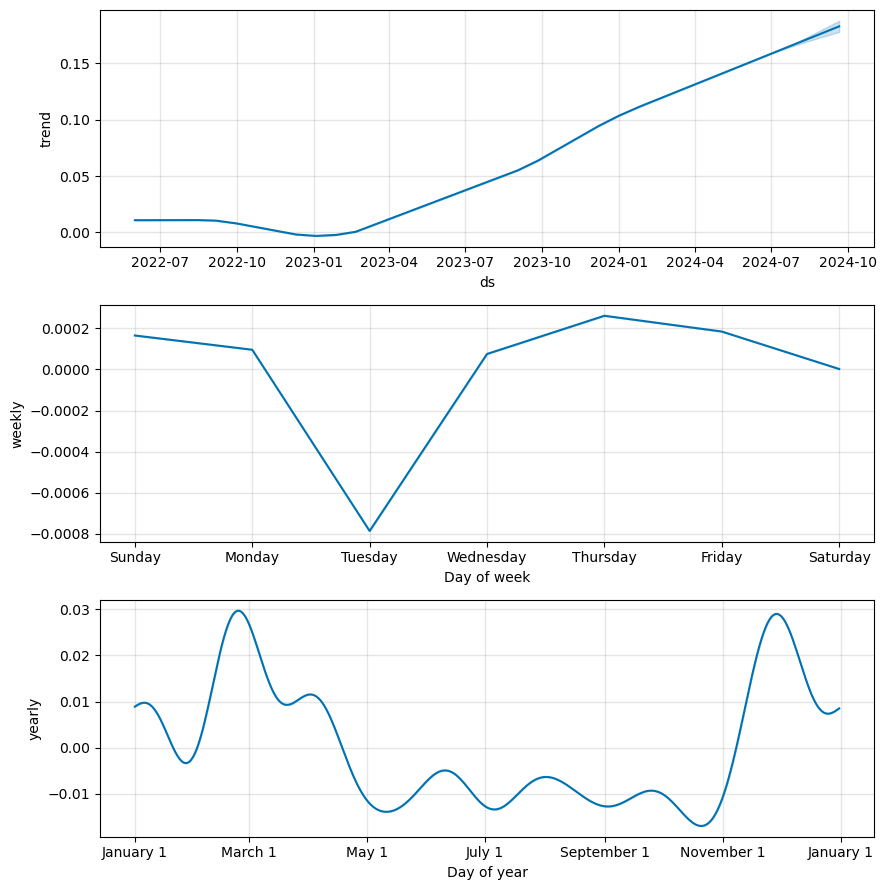 0.15
0.10
0.05
0.00
trend
2022-07 2022-10 2023-01 2023-04 2023-07 2023-10 2024-01 2024-04 2024-07 2024-10
ds
0.0002
0.0000
−0.0002
−0.0004
−0.0006
−0.0008
weekly
Sunday Monday Tuesday Wednesday Thursday Friday Saturday
Day of week
0.03
0.02
0.01
0.00
−0.01
yearly
January 1 March 1 May 1 July 1 September 1 November 1 January 1
Day of year